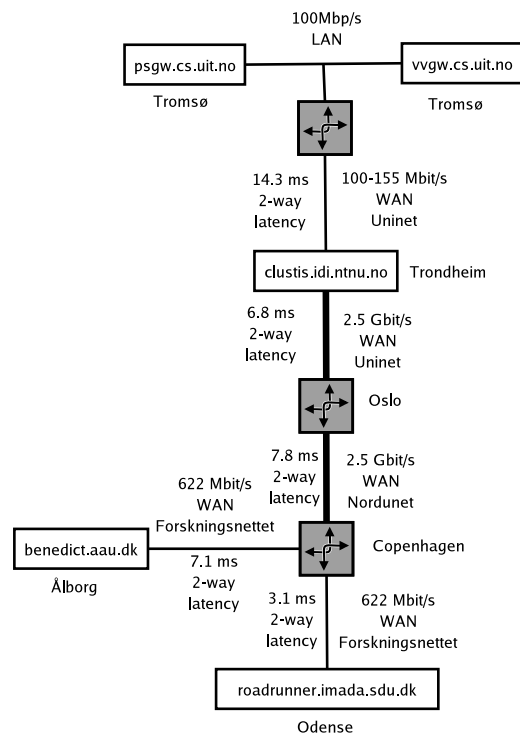 100Mbp/s
LAN
psgw.cs.uit.no
vvgw.cs.uit.no
Tromsø
Tromsø
14.3 ms
2-way
latency
100-155 Mbit/s
WAN
Uninet
clustis.idi.ntnu.no
Trondheim
6.8 ms
2-way
latency
2.5 Gbit/s
WAN
Uninet
Oslo
7.8 ms
2-way
latency
2.5 Gbit/s
WAN
Nordunet
622 Mbit/s
WAN
Forskningsnettet
benedict.aau.dk
Copenhagen
Ålborg
7.1 ms
2-way
latency
3.1 ms
2-way
latency
622 Mbit/s
WAN
Forskningsnettet
roadrunner.imada.sdu.dk
Odense